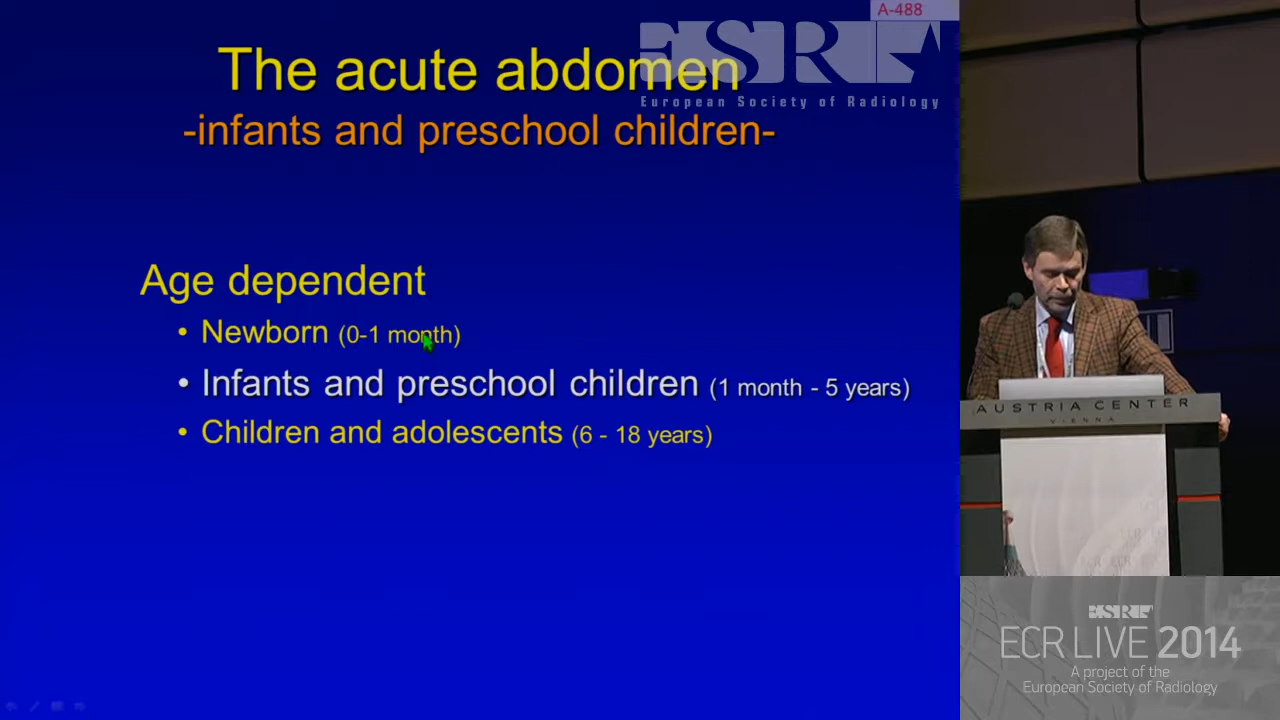 A-488
ESR
European Society of Radiology
The acute abdomen
-infants and preschool children-
Age dependent
• Newborn (0-1 month)
• Infants and preschool children (1 month - 5 years)
• Children and adolescents (6 - 18 years)
AUSTRIA CENTER
VIENNA
ESR
ECR LIVE 2014
A project of the
European Society of Radiology